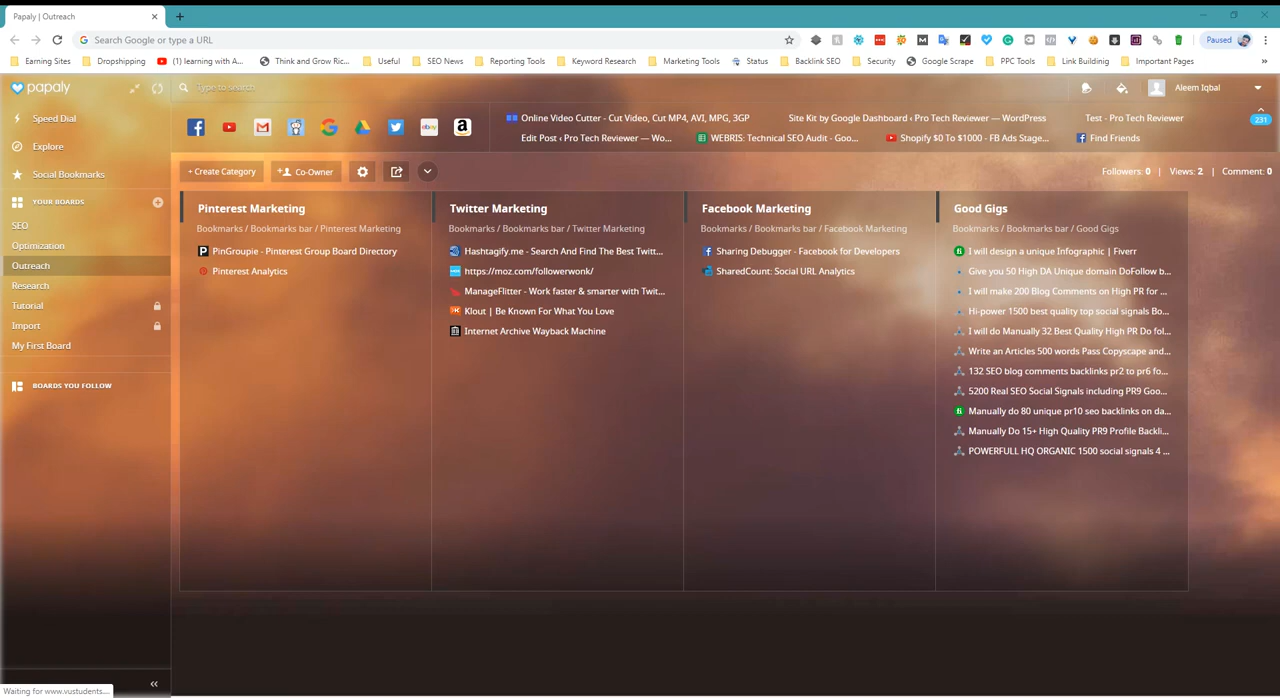 Papaly | Outreach
Search Google or type a URL
Paused
Earning Sites
Dropshipping
(1) learning with A...
Think and Grow Ric...
Useful
SEO News
Reporting Tools
Keyword Research
Marketing Tools
Status
Backlink SEO
Security
Google Scrape
PPC Tools
Link Buildinig
Important Pages
papaly
Type to search
Aleem Iqbal
Speed Dial
Explore
Social Bookmarks
YOUR BOARDS
SEO
Optimization
Outreach
Research
Tutorial
Import
My First Board
BOARDS YOU FOLLOW
Online Video Cutter - Cut Video, Cut MP4, AVI, MPG, 3GP
Site Kit by Google Dashboard ‹ Pro Tech Reviewer — WordPress
Test - Pro Tech Reviewer
231
Edit Post ‹ Pro Tech Reviewer — Wo...
WEBRIS: Technical SEO Audit - Goo...
Shopify $0 To $1000 - FB Ads Stage...
Find Friends
+ Create Category
+ Co-Owner
Followers: 0 | Views: 2 | Comment: 0
Pinterest Marketing
Bookmarks / Bookmarks bar / Pinterest Marketing
PinGroupie - Pinterest Group Board Directory
Pinterest Analytics
Twitter Marketing
Bookmarks / Bookmarks bar / Twitter Marketing
Hashtagify.me - Search And Find The Best Twitt...
https://moz.com/followerwonk/
ManageFlitter - Work faster & smarter with Twit...
Klout | Be Known For What You Love
Internet Archive Wayback Machine
Facebook Marketing
Bookmarks / Bookmarks bar / Facebook Marketing
Sharing Debugger - Facebook for Developers
SharedCount: Social URL Analytics
Good Gigs
Bookmarks / Bookmarks bar / Good Gigs
I will design a unique Infographic | Fiverr
Give you 50 High DA Unique domain DoFollow b...
I will make 200 Blog Comments on High PR for ...
Hi-power 1500 best quality top social signals Bo...
I will do Manually 32 Best Quality High PR Do fol...
Write an Articles 500 words Pass Copyscape and...
132 SEO blog comments backlinks pr2 to pr6 fo...
5200 Real SEO Social Signals including PR9 Goo...
Manually do 80 unique pr10 seo backlinks on da...
Manually Do 15+ High Quality PR9 Profile Backli...
POWERFULL HQ ORGANIC 1500 social signals 4 ...
Waiting for www.vustudents....